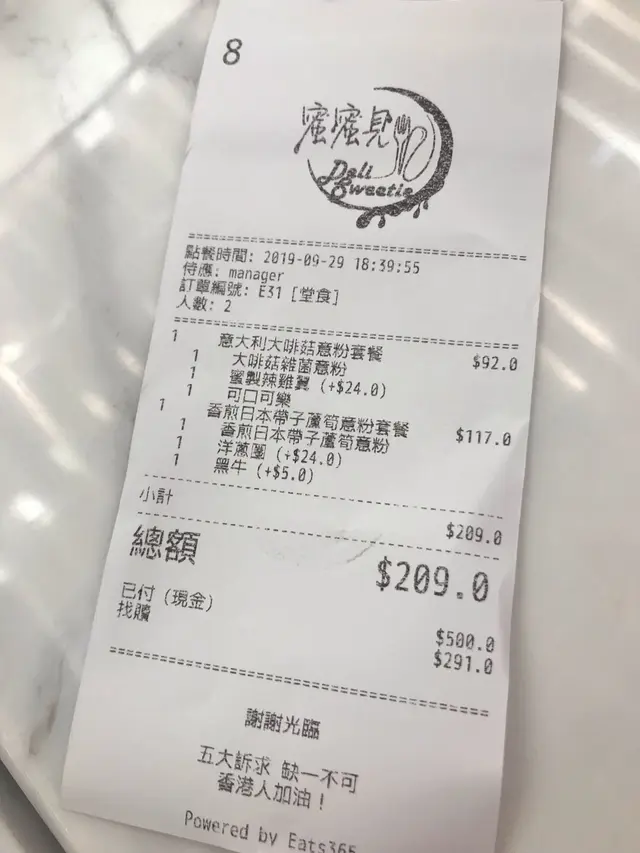 8
蜜蜜見
Deli
Sweetie
點餐時間: 2019-09-29 18:39:55
侍應: manager
訂單編號: E31 [堂食]
人數: 2
1 意大利大啡菇意粉套餐 $92.0
1 大啡菇雜菌意粉
1 蜜製辣雞翼 (+$24.0)
1 可口可樂
1 香煎日本帶子蘆筍意粉套餐 $117.0
1 香煎日本帶子蘆筍意粉
1 洋蔥圈 (+$24.0)
1 黑牛 (+$5.0)
小計 $209.0
總額 $209.0
已付 (現金) $500.0
找贖 $291.0
謝謝光臨
五大訴求 缺一不可
香港人加油！
Powered by Eats365